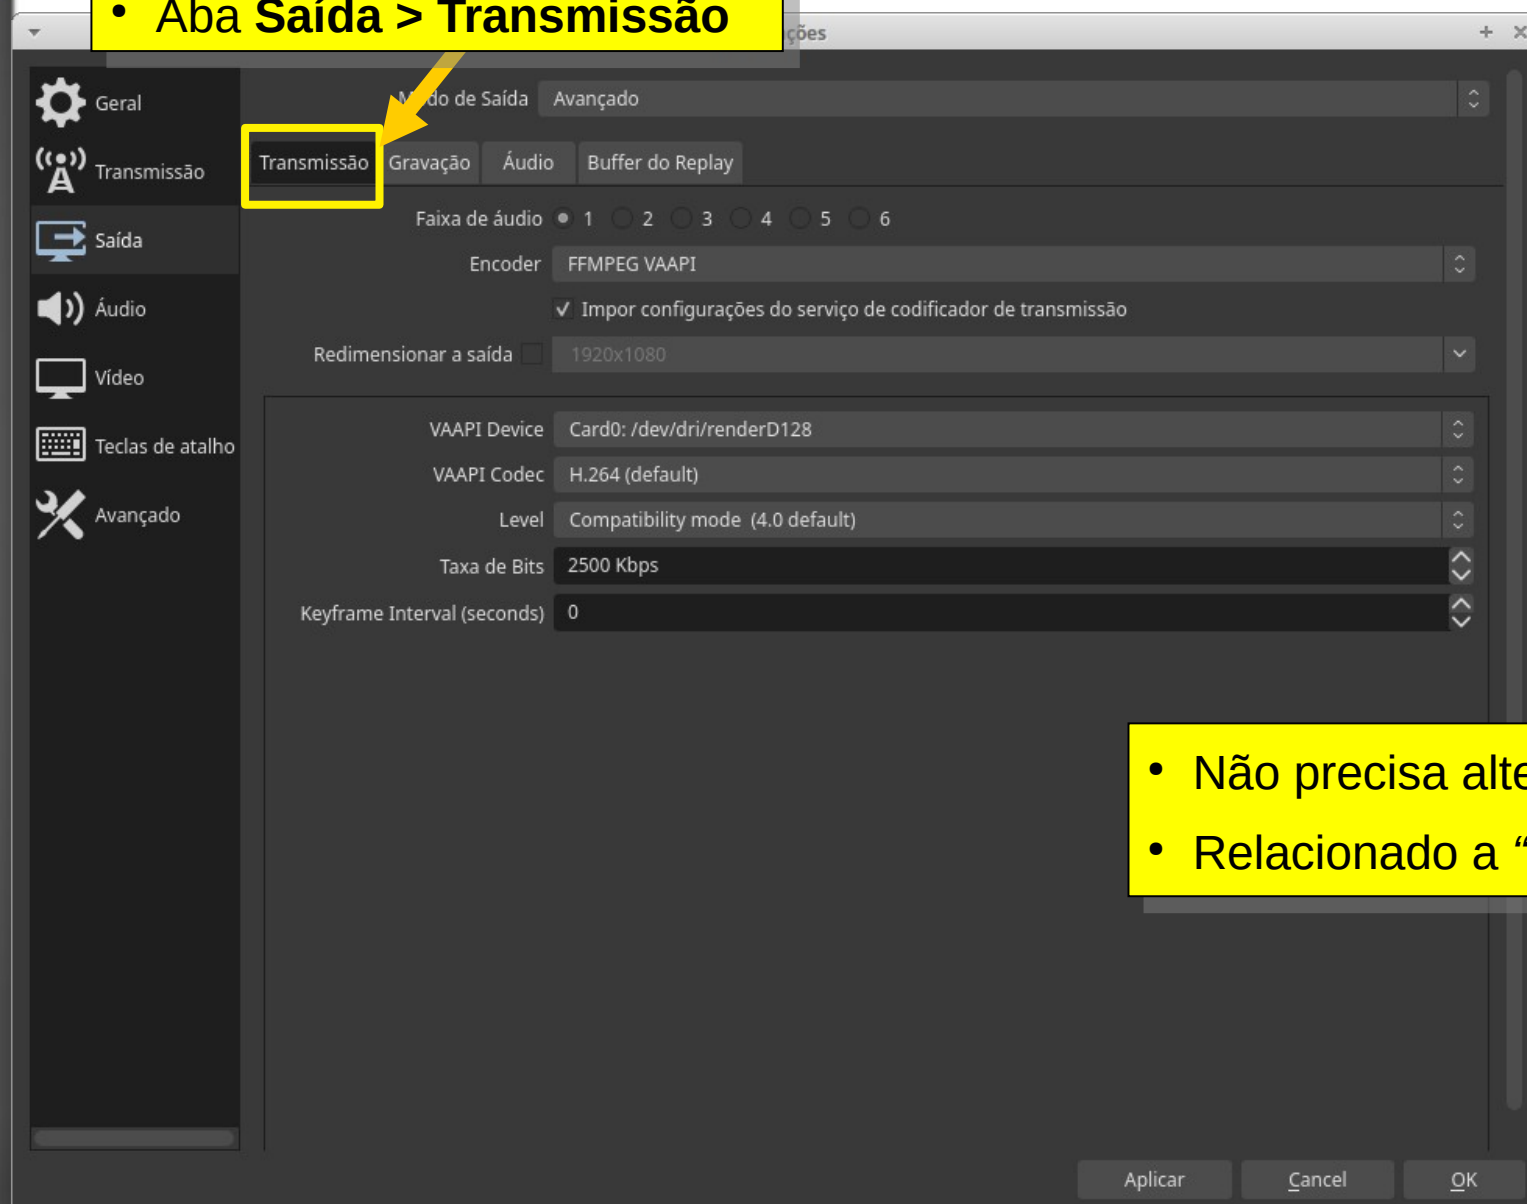 • Aba Saída > Transmissão
ções
Geral
Transmissão
Saída
Áudio
Vídeo
Teclas de atalho
Avançado
Modo de Saída Avançado
Transmissão Gravação Áudio Buffer do Replay
Faixa de áudio 1 2 3 4 5 6
Encoder FFMPEG VAAPI
Impor configurações do serviço de codificador de transmissão
Redimensionar a saída 1920x1080
VAAPI Device Card0: /dev/dri/renderD128
VAAPI Codec H.264 (default)
Level Compatibility mode (4.0 default)
Taxa de Bits 2500 Kbps
Keyframe Interval (seconds) 0
• Não precisa alte
• Relacionado a “
Aplicar Cancel OK